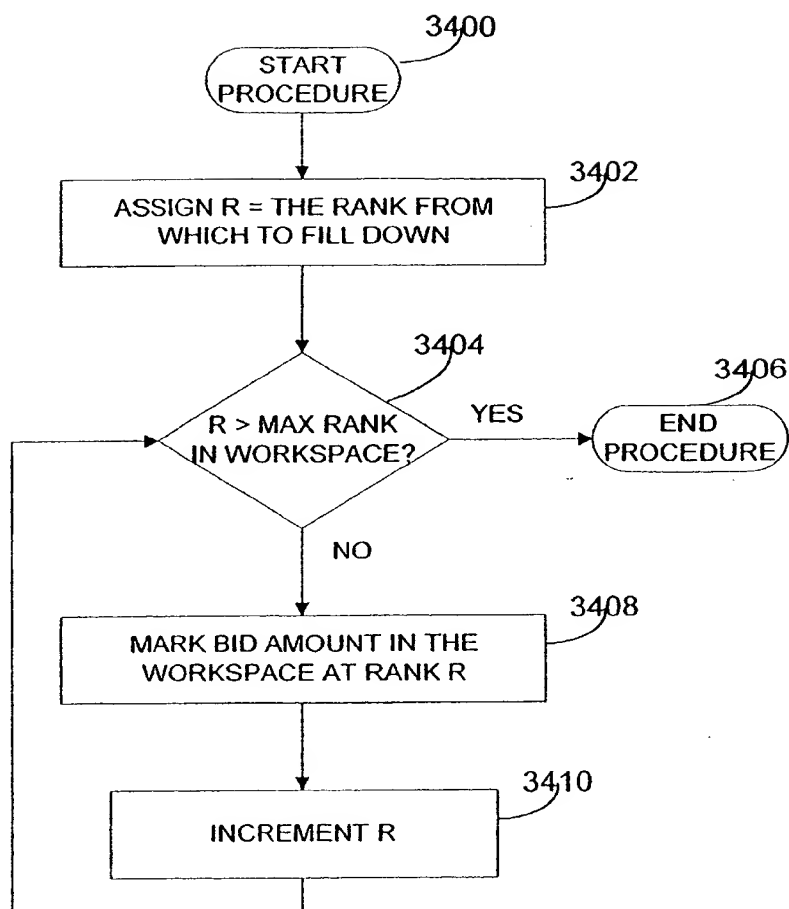 3400
START
PROCEDURE
3402
ASSIGN R = THE RANK FROM
WHICH TO FILL DOWN
3404
R > MAX RANK
IN WORKSPACE?
YES
3406
END
PROCEDURE
NO
3408
MARK BID AMOUNT IN THE
WORKSPACE AT RANK R
3410
INCREMENT R